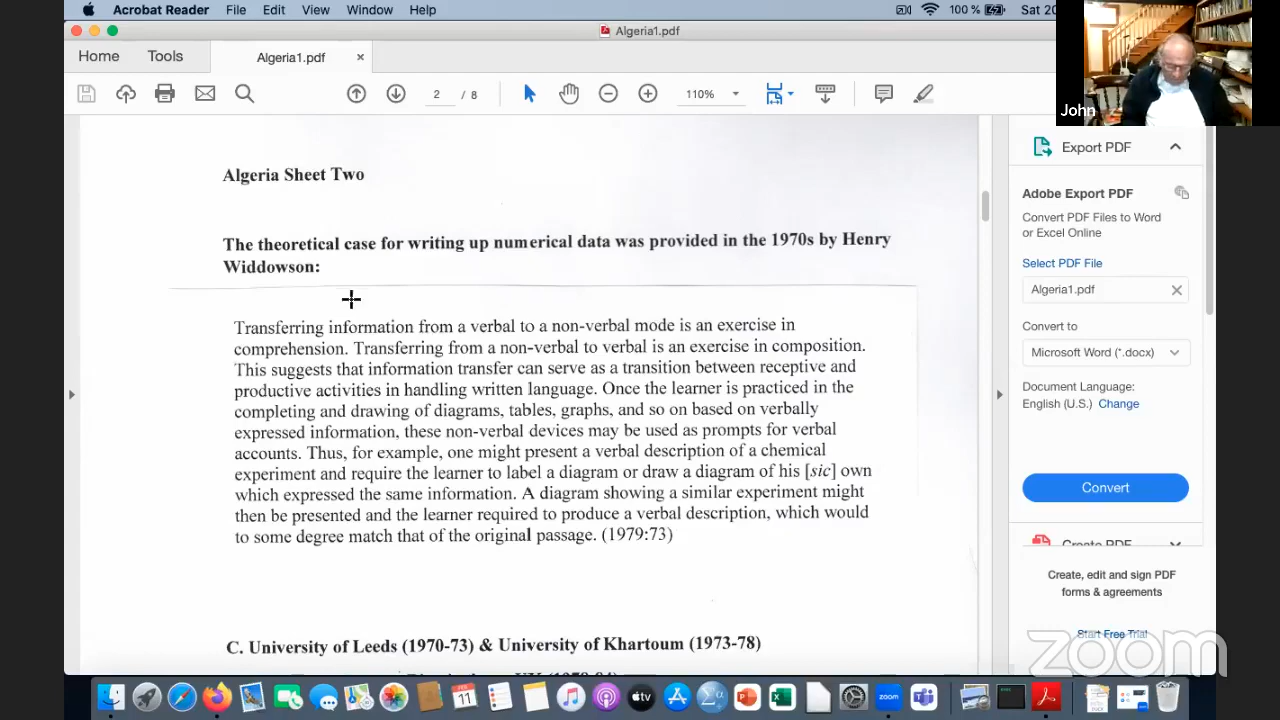 Acrobat Reader File Edit View Window Help 100 % Sat 20
Algeria1.pdf
Home Tools Algeria1.pdf ×
2 / 8 110%
John
Export PDF
Adobe Export PDF
Convert PDF Files to Word
or Excel Online
Select PDF File
Algeria1.pdf
Convert to
Microsoft Word (*.docx)
Document Language:
English (U.S.) Change
Convert
Create PDF
Create, edit and sign PDF
forms & agreements
Start Free Trial
Algeria Sheet Two
The theoretical case for writing up numerical data was provided in the 1970s by Henry
Widdowson:
Transferring information from a verbal to a non-verbal mode is an exercise in
comprehension. Transferring from a non-verbal to verbal is an exercise in composition.
This suggests that information transfer can serve as a transition between receptive and
productive activities in handling written language. Once the learner is practiced in the
completing and drawing of diagrams, tables, graphs, and so on based on verbally
expressed information, these non-verbal devices may be used as prompts for verbal
accounts. Thus, for example, one might present a verbal description of a chemical
experiment and require the learner to label a diagram or draw a diagram of his [sic] own
which expressed the same information. A diagram showing a similar experiment might
then be presented and the learner required to produce a verbal description, which would
to some degree match that of the original passage. (1979:73)
C. University of Leeds (1970-73) & University of Khartoum (1973-78)
zoom
FEB
11
tv
zoom